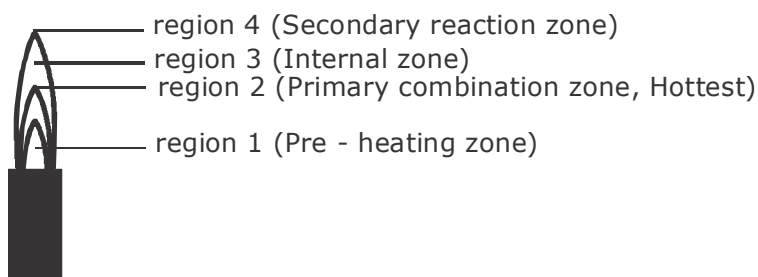 region 4 (Secondary reaction zone)
region 3 (Internal zone)
region 2 (Primary combination zone, Hottest)
region 1 (Pre - heating zone)